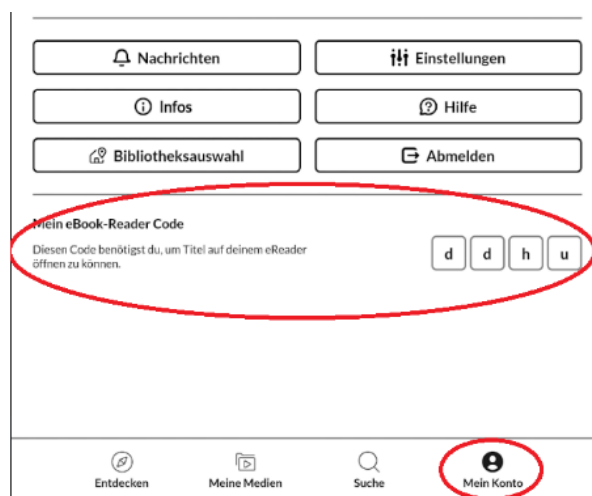 Nachrichten
Einstellungen
Infos
Hilfe
Bibliotheksauswahl
Abmelden
Mein eBook-Reader Code
Diesen Code benötigst du, um Titel auf deinem eReader
öffnen zu können.
d d h u
Entdecken
Meine Medien
Suche
Mein Konto